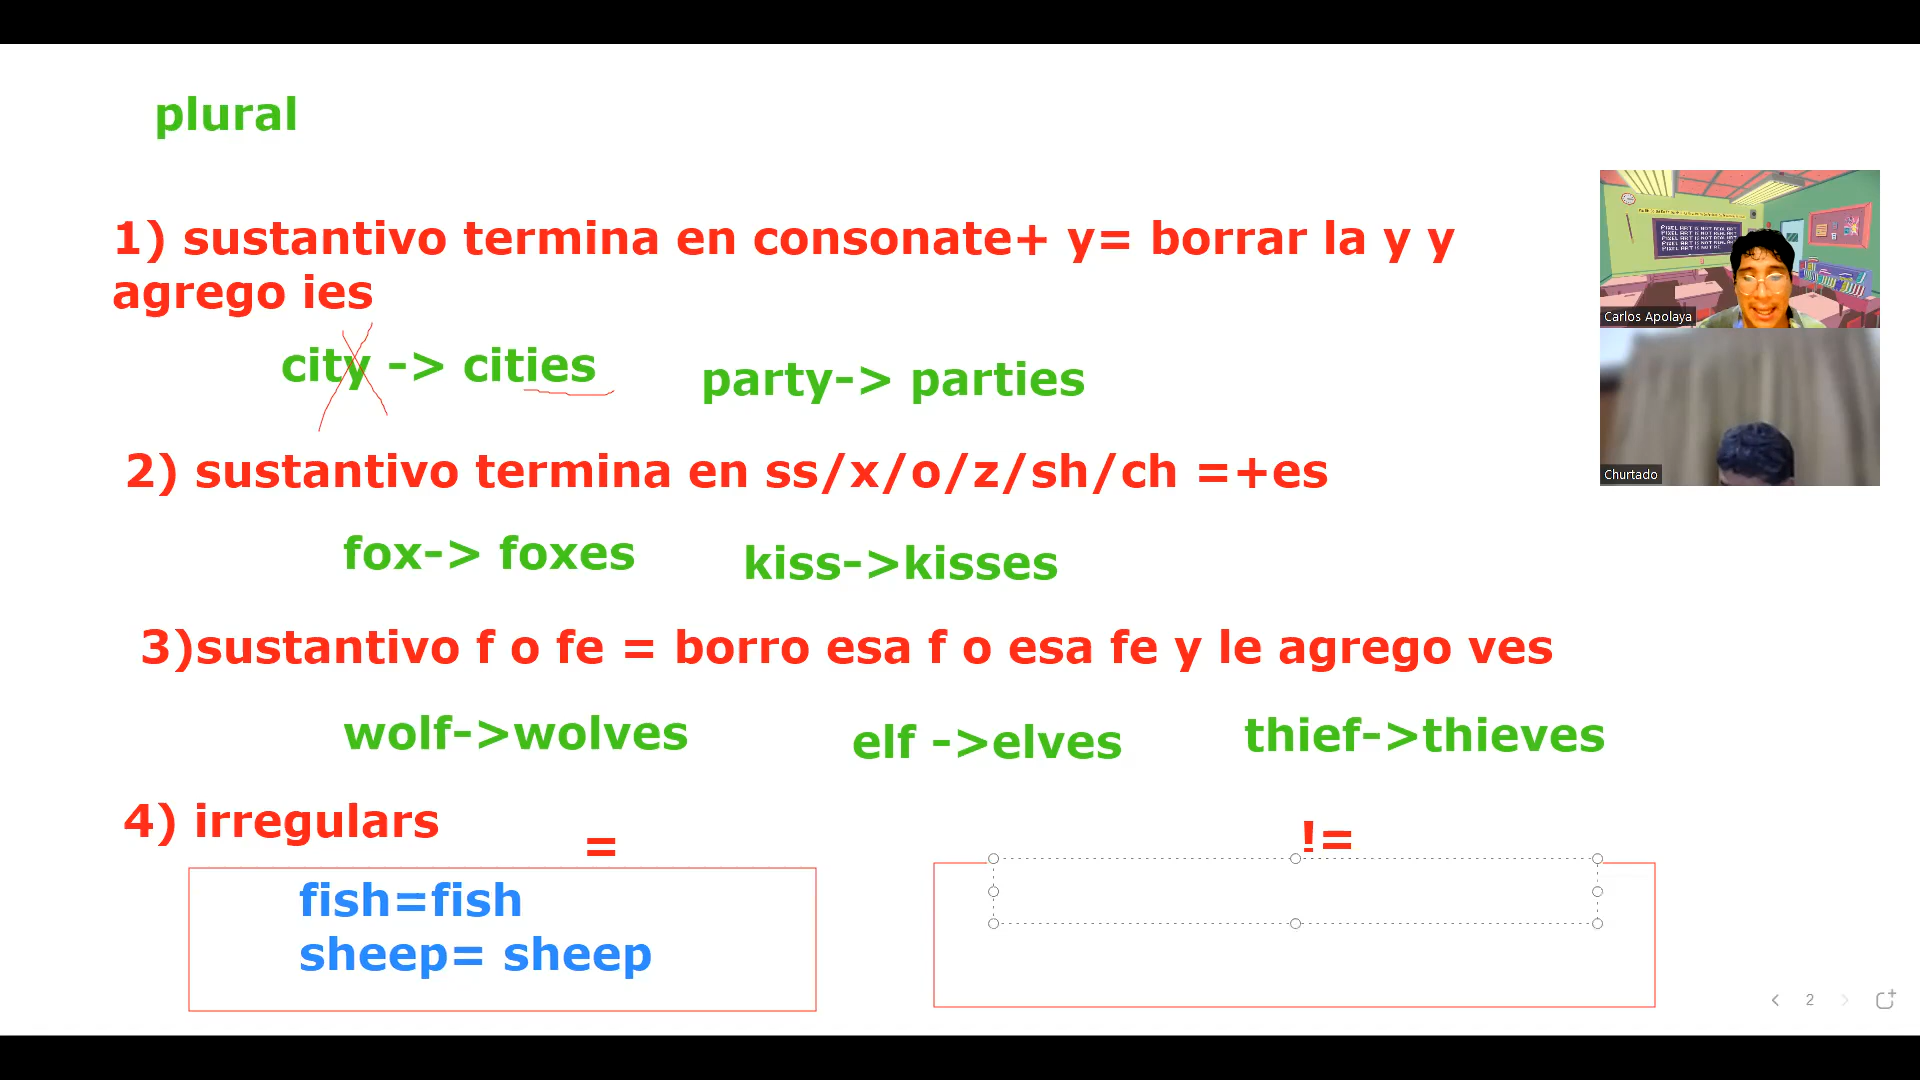 plural
1) sustantivo termina en consonate+ y= borrar la y y
agrego ies
city -> cities
party-> parties
2) sustantivo termina en ss/x/o/z/sh/ch =+es
fox-> foxes
kiss->kisses
3)sustantivo f o fe = borro esa f o esa fe y le agrego ves
wolf->wolves
elf ->elves
thief->thieves
4) irregulars
=
!=
fish=fish
sheep= sheep
Carlos Apolaya
Churtado
2